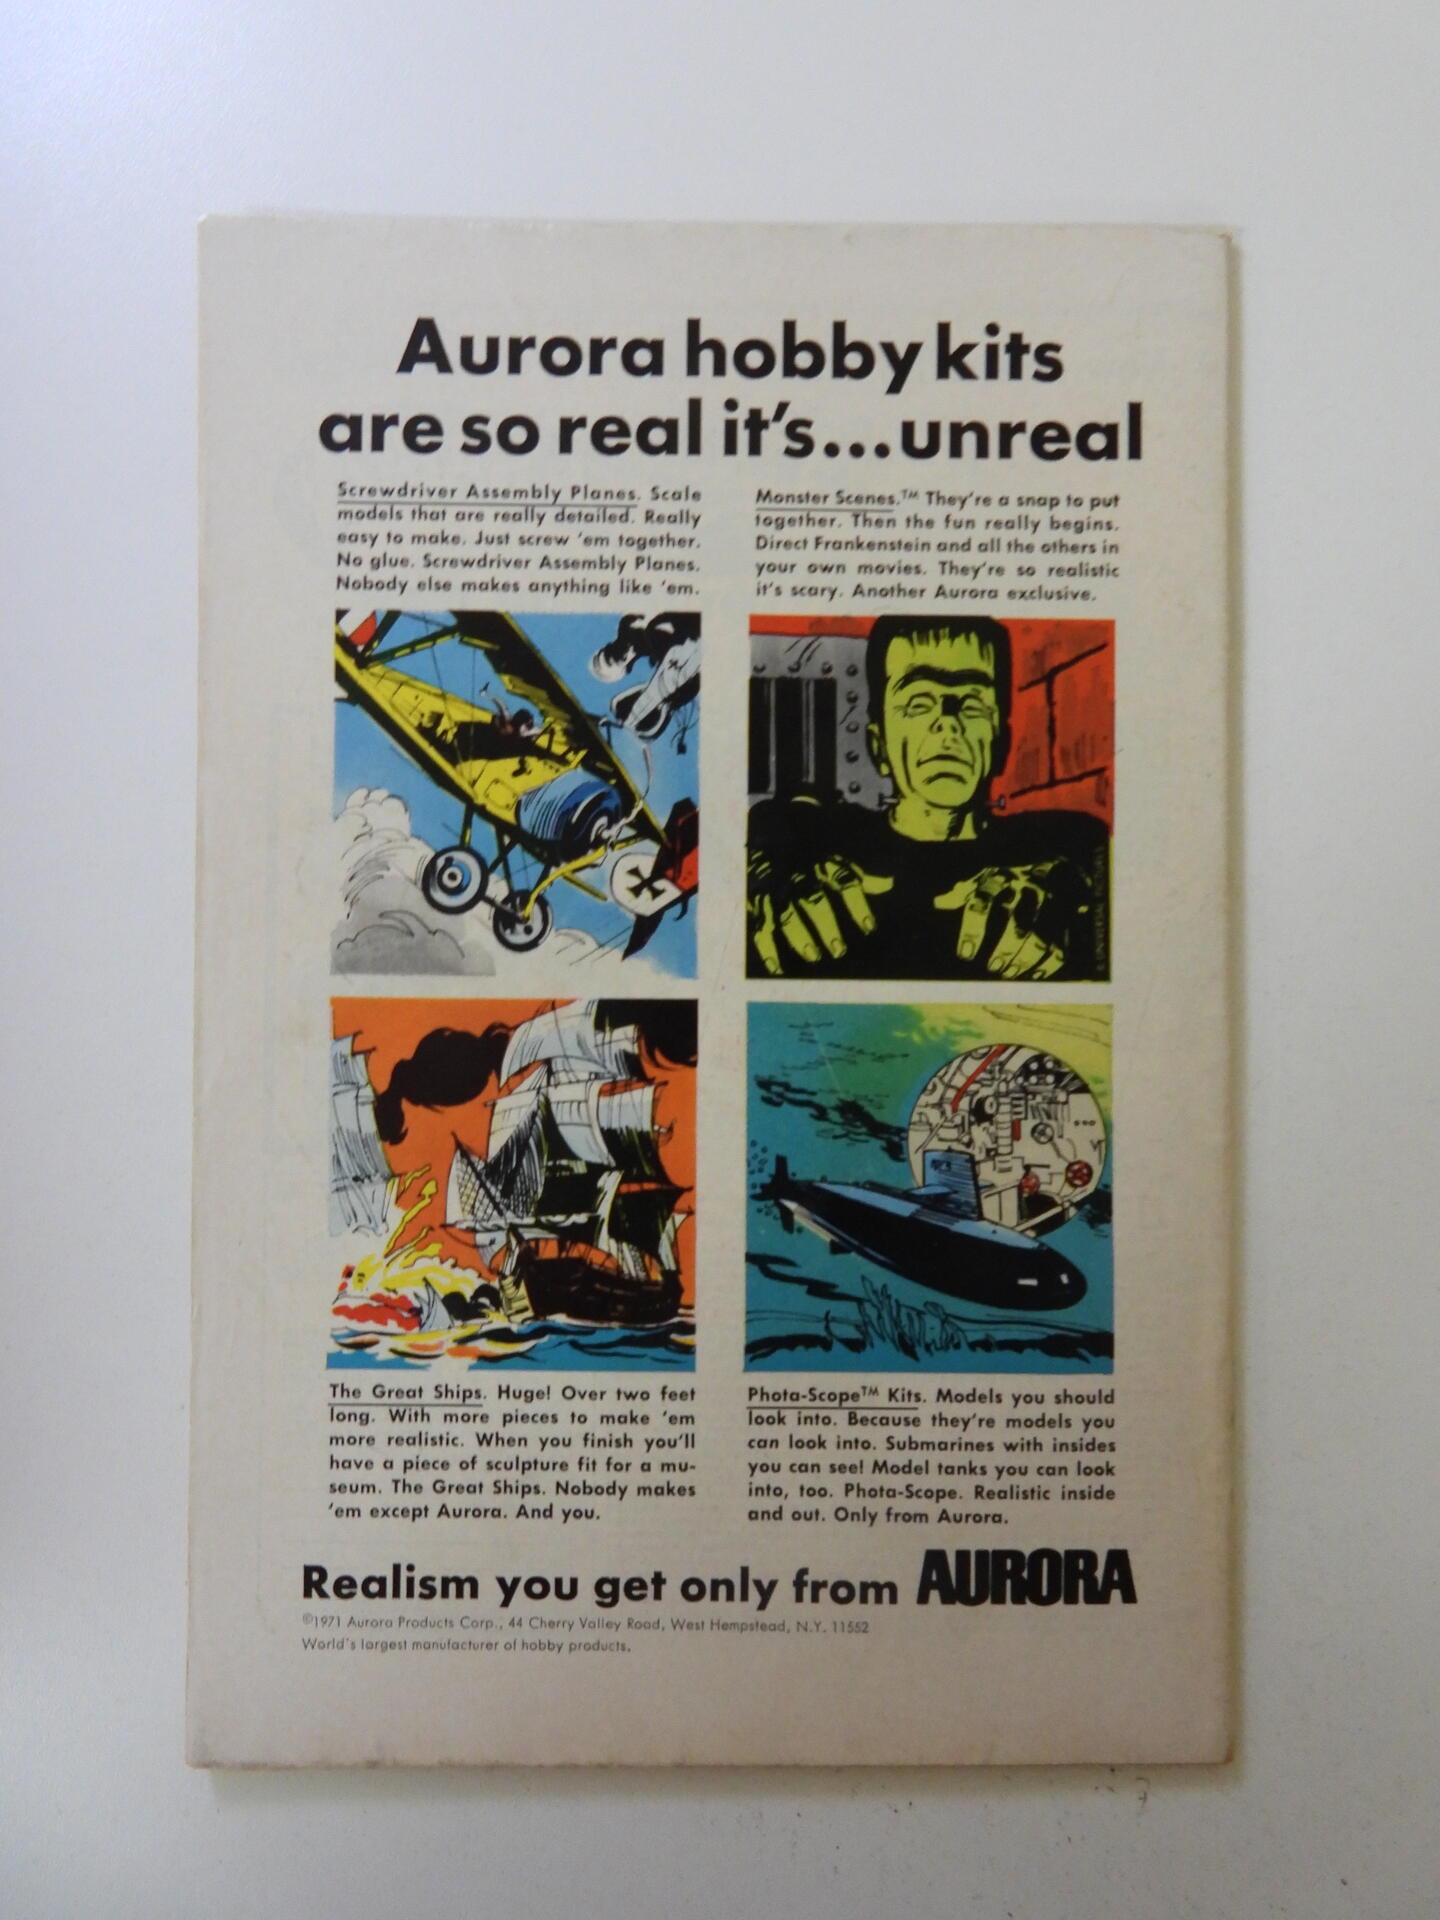 Aurora hobby kits
are so real it's...unreal
Screwdriver Assembly Planes. Scale
models that are really detailed. Really
easy to make. Just screw 'em together.
No glue. Screwdriver Assembly Planes.
Nobody else makes anything like 'em.
Monster Scenes.™ They're a snap to put
together. Then the fun really begins.
Direct Frankenstein and all the others in
your own movies. They're so realistic
it's scary. Another Aurora exclusive.
© UNIVERSAL PICTURES
The Great Ships. Huge! Over two feet
long. With more pieces to make 'em
more realistic. When you finish you'll
have a piece of sculpture fit for a mu-
seum. The Great Ships. Nobody makes
'em except Aurora. And you.
Phota-Scope™ Kits. Models you should
look into. Because they're models you
can look into. Submarines with insides
you can see! Model tanks you can look
into, too. Phota-Scope. Realistic inside
and out. Only from Aurora.
Realism you get only from AURORA
©1971 Aurora Products Corp., 44 Cherry Valley Road, West Hempstead, N.Y. 11552
World's largest manufacturer of hobby products.